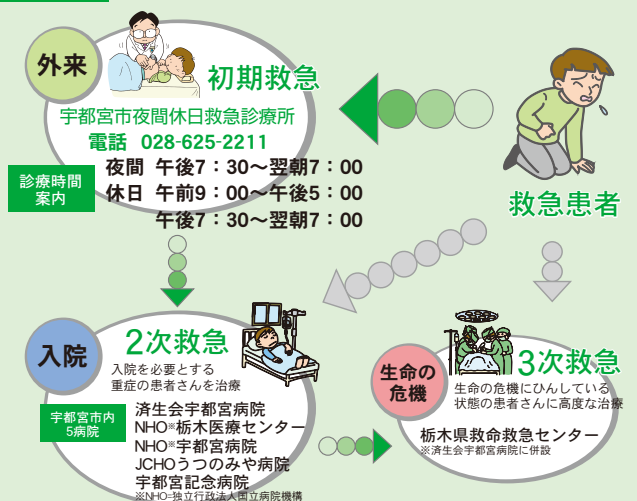 外来
初期救急
宇都宮市夜間休日救急診療所
電話 028-625-2211
診療時間
案内
夜間 午後7：30〜翌朝7：00
休日 午前9：00〜午後5：00
午後7：30〜翌朝7：00
救急患者
入院
2次救急
入院を必要とする
重症の患者さんを治療
宇都宮市内
5病院
済生会宇都宮病院
NHO※栃木医療センター
NHO※宇都宮病院
JCHOうつのみや病院
宇都宮記念病院
※NHO=独立行政法人国立病院機構
生命の
危機
3次救急
生命の危機にひんしている
状態の患者さんに高度な治療
栃木県救命救急センター
※済生会宇都宮病院に併設